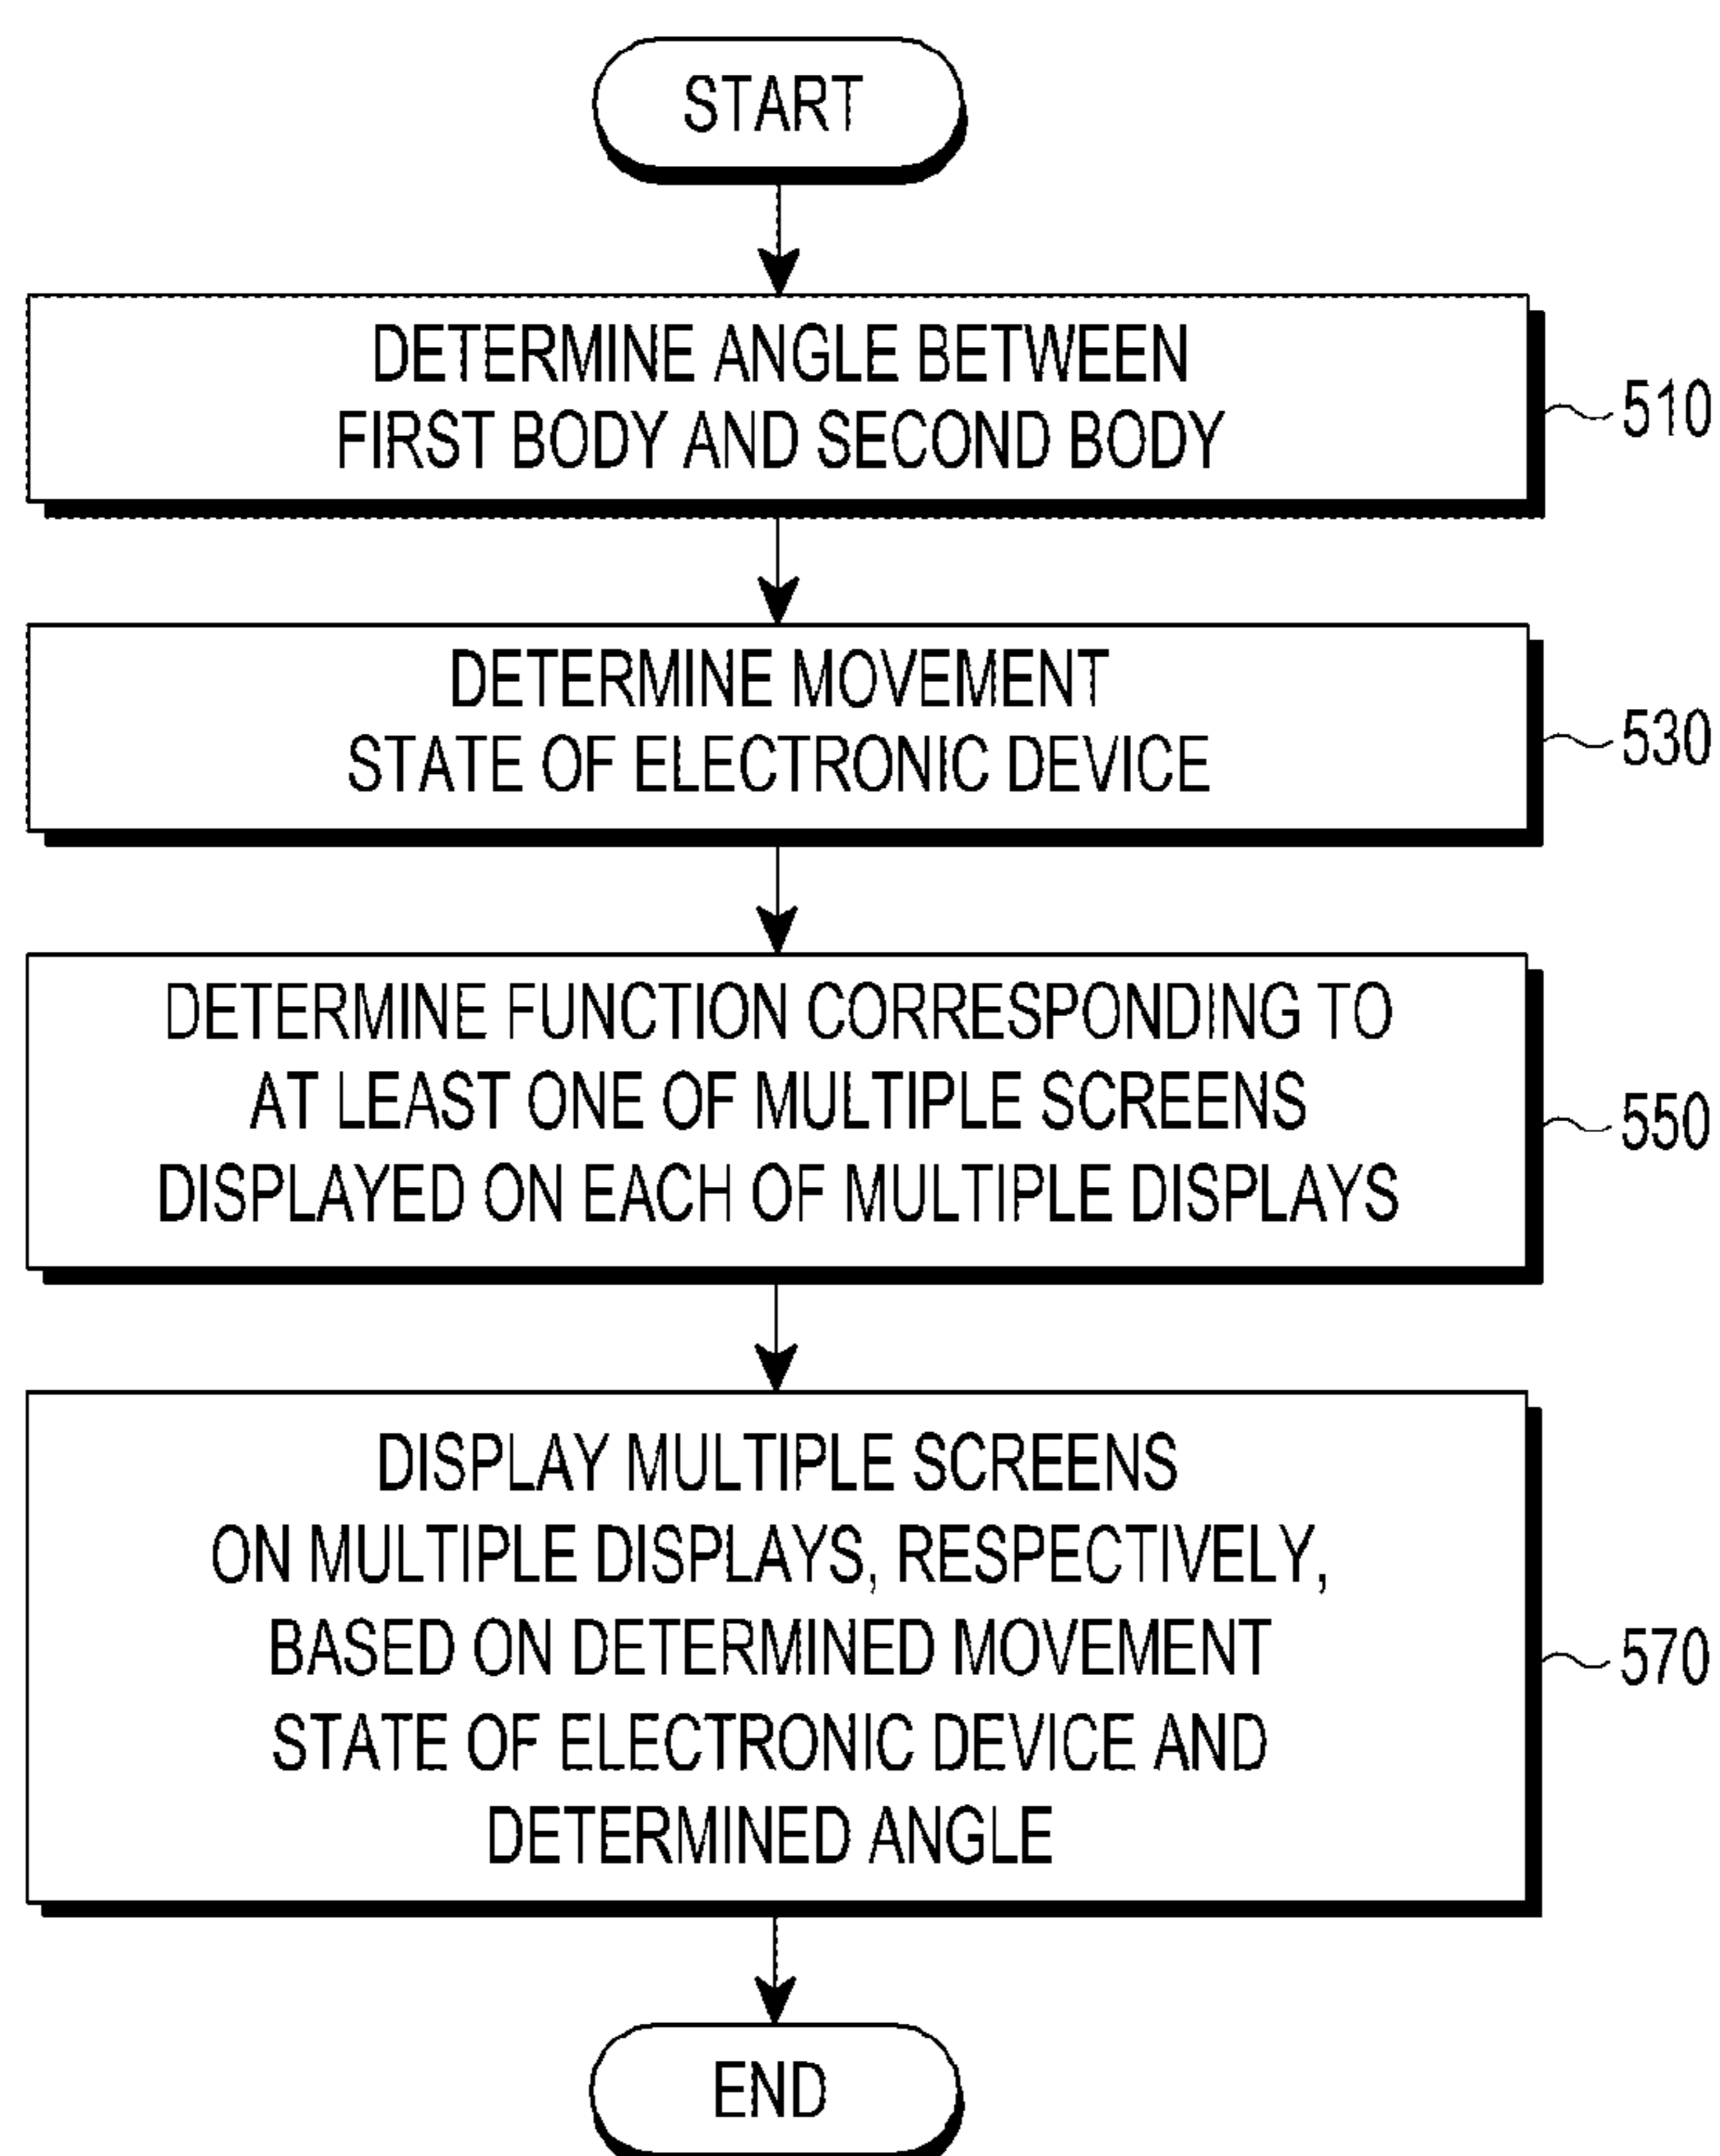 START
DETERMINE ANGLE BETWEEN
FIRST BODY AND SECOND BODY
510
DETERMINE MOVEMENT
STATE OF ELECTRONIC DEVICE
530
DETERMINE FUNCTION CORRESPONDING TO
AT LEAST ONE OF MULTIPLE SCREENS
DISPLAYED ON EACH OF MULTIPLE DISPLAYS
550
DISPLAY MULTIPLE SCREENS
ON MULTIPLE DISPLAYS, RESPECTIVELY,
BASED ON DETERMINED MOVEMENT
STATE OF ELECTRONIC DEVICE AND
DETERMINED ANGLE
570
END